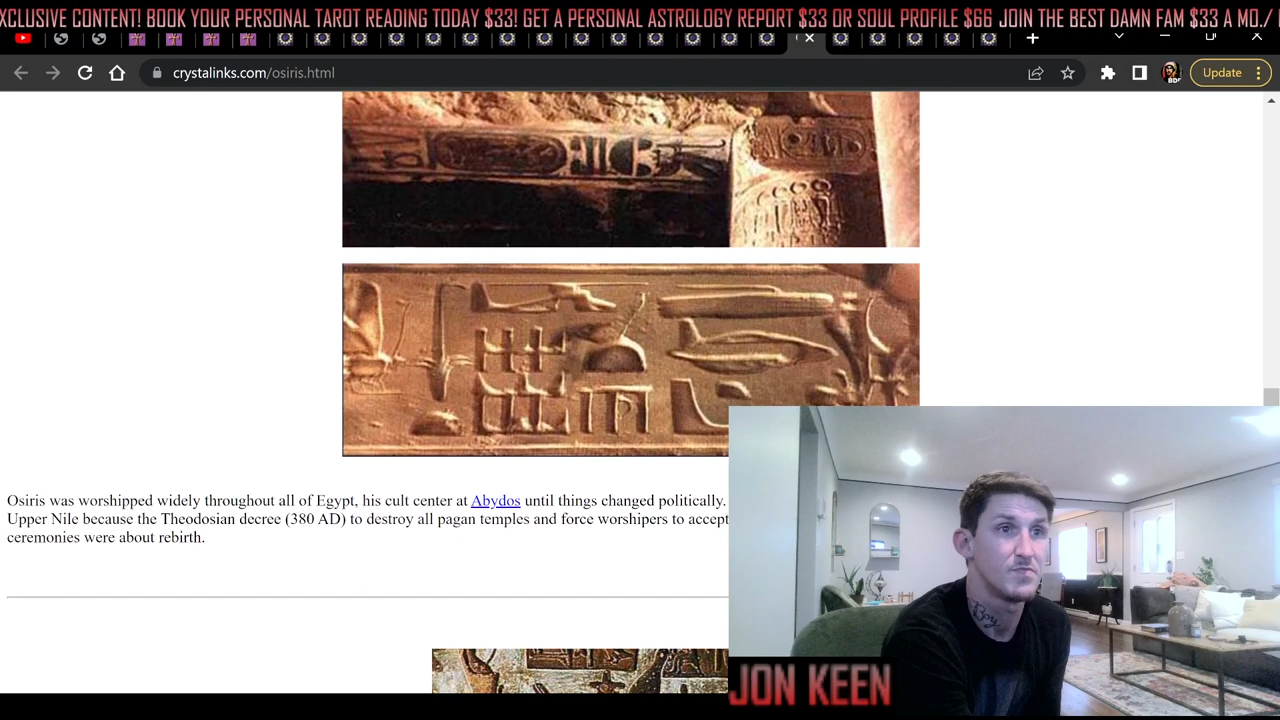 XCLUSIVE CONTENT! BOOK YOUR PERSONAL TAROT READING TODAY $33! GET A PERSONAL ASTROLOGY REPORT $33 OR SOUL PROFILE $66 JOIN THE BEST DAMN FAM $33 A MO./
crystalinks.com/osiris.html
Update
Osiris was worshipped widely throughout all of Egypt, his cult center at Abydos until things changed politically.
Upper Nile because the Theodosian decree (380 AD) to destroy all pagan temples and force worshipers to accept
ceremonies were about rebirth.
Boy
JON KEEN